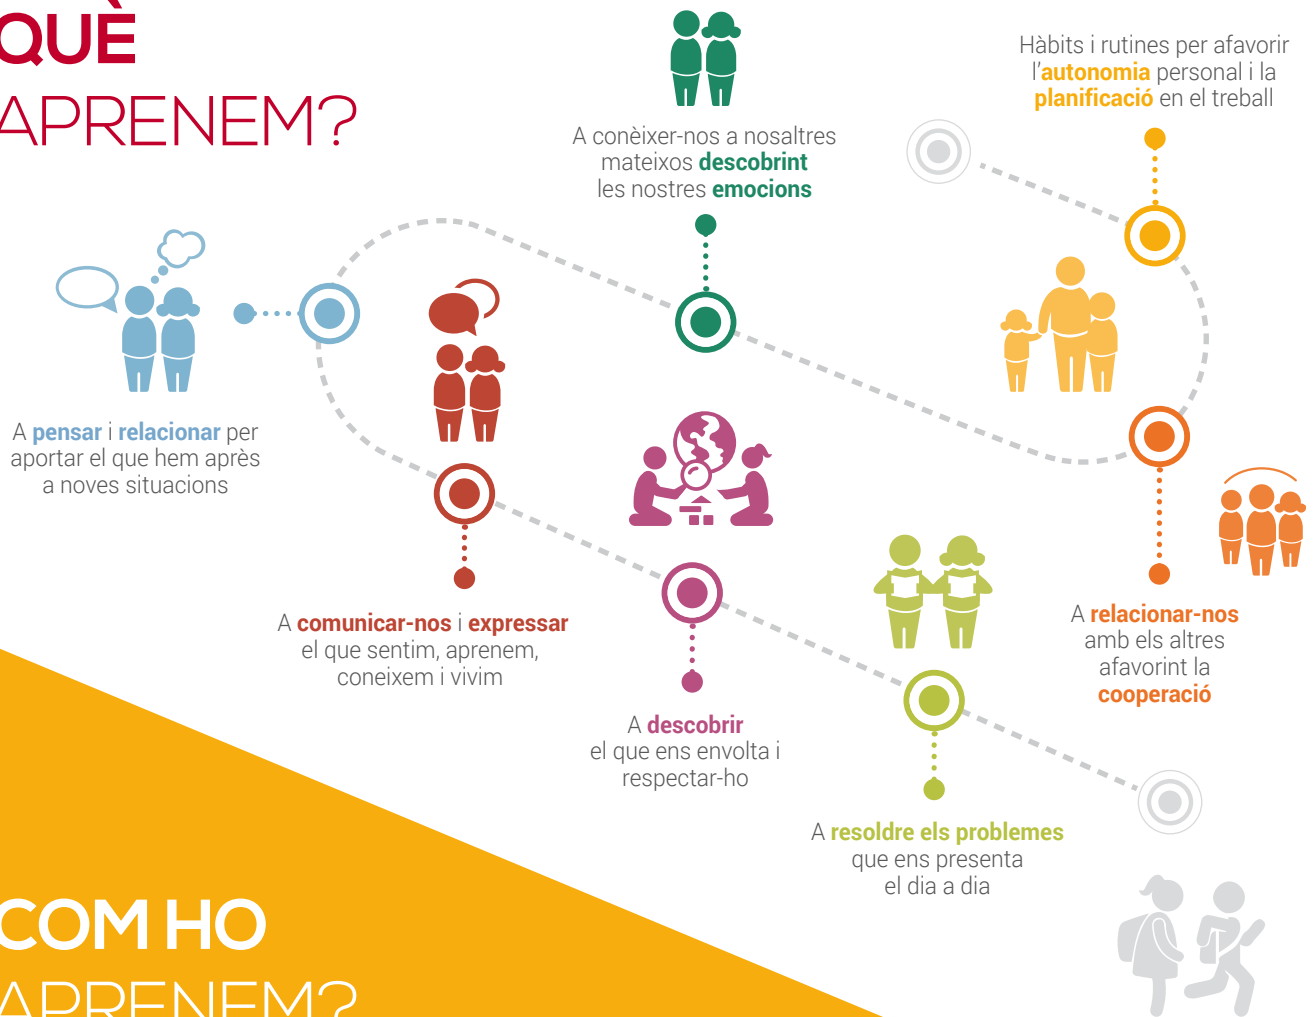 QUÈ
APRENEM?
Hàbits i rutines per afavorir
l'autonomia personal i la
planificació en el treball
A conèixer-nos a nosaltres
mateixos descobrint
les nostres emocions
A pensar i relacionar per
aportar el que hem après
a noves situacions
A comunicar-nos i expressar
el que sentim, aprenem,
coneixem i vivim
A relacionar-nos
amb els altres
afavorint la
cooperació
A descobrir
el que ens envolta i
respectar-ho
A resoldre els problemes
que ens presenta
el dia a dia
COM HO
APRENEM?